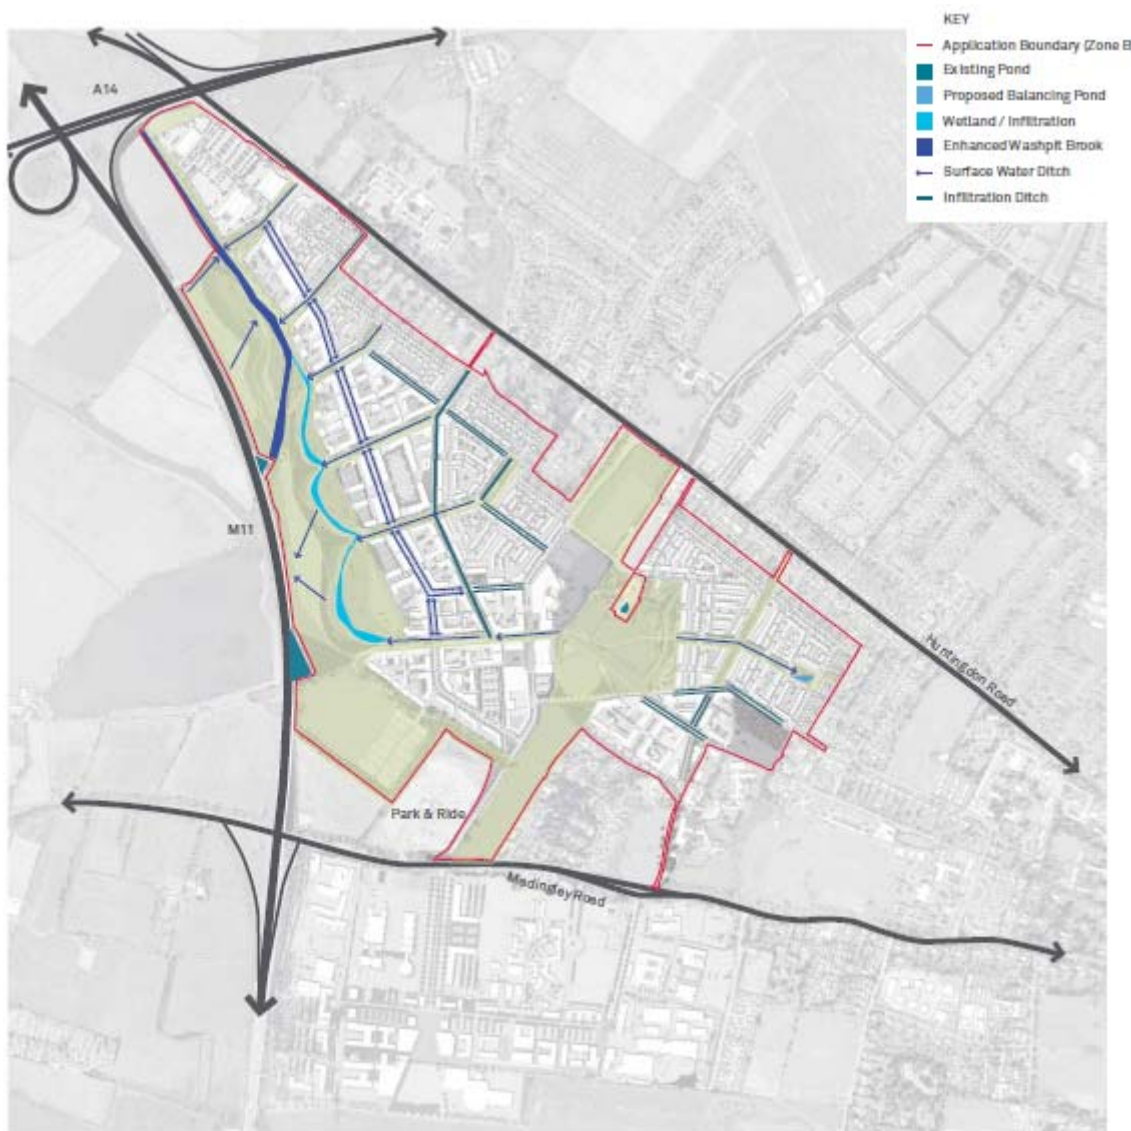 KEY
Application Boundary (Zone B
Existing Pond
Proposed Balancing Pond
Wetland / Infiltration
Enhanced Washpit Brook
Surface Water Ditch
Infiltration Ditch
A14
M11
Huntingdon Road
Park & Ride
Madingley Road